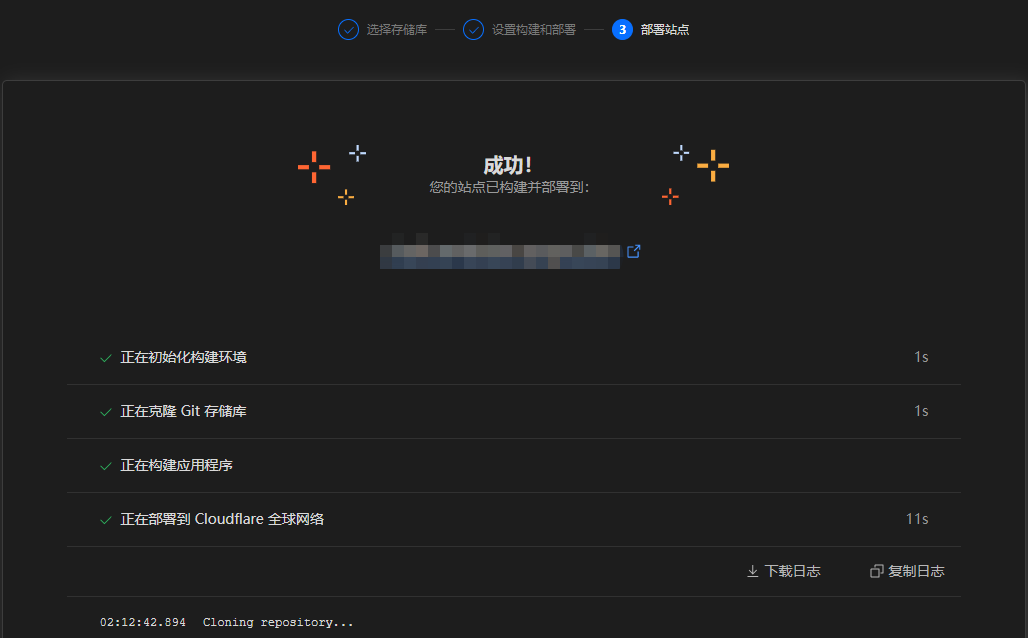 选择存储库 设置构建和部署 3 部署站点
成功！
您的站点已构建并部署到：
正在初始化构建环境 1s
正在克隆 Git 存储库 1s
正在构建应用程序
正在部署到 Cloudflare 全球网络 11s
下载日志 复制日志
02:12:42.894 Cloning repository...